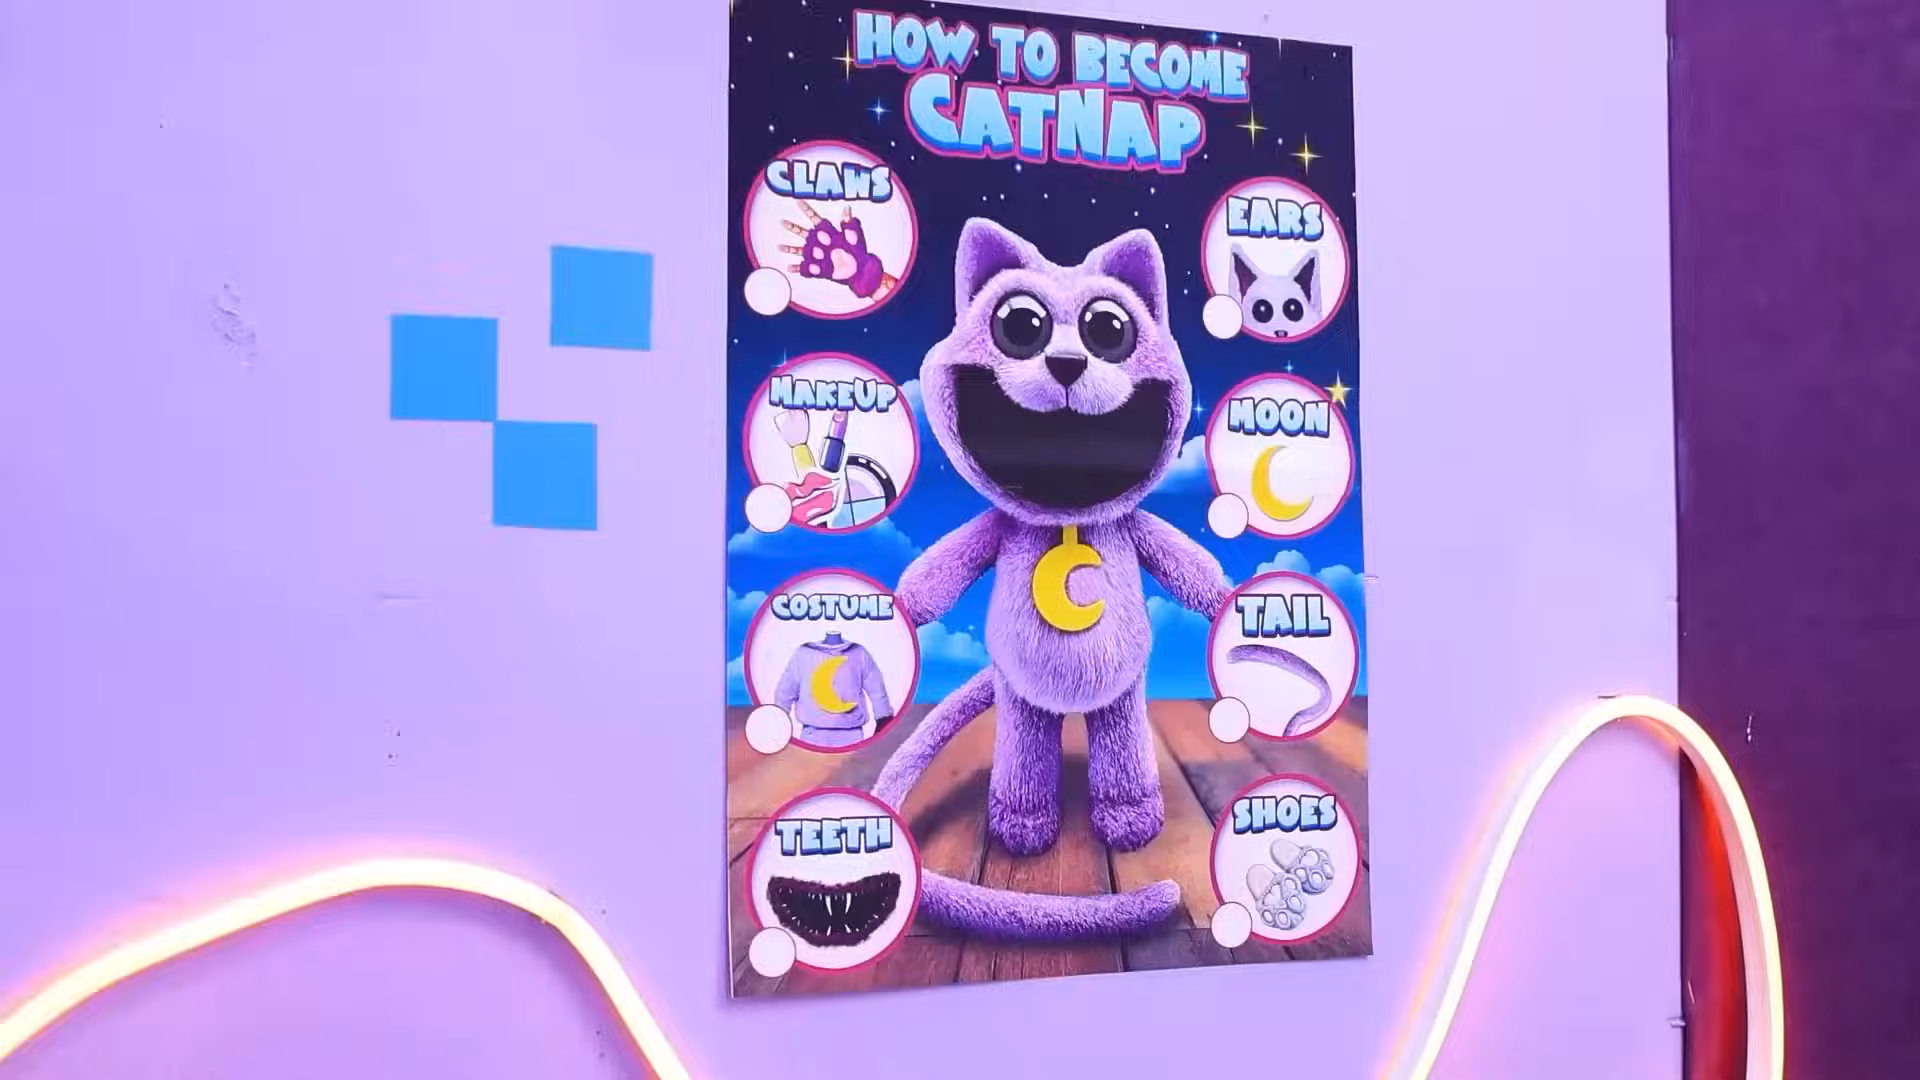 HOW TO BECOME
CATNAP
CLAWS
EARS
MAKEUP
MOON
COSTUME
TAIL
TEETH
SHOES